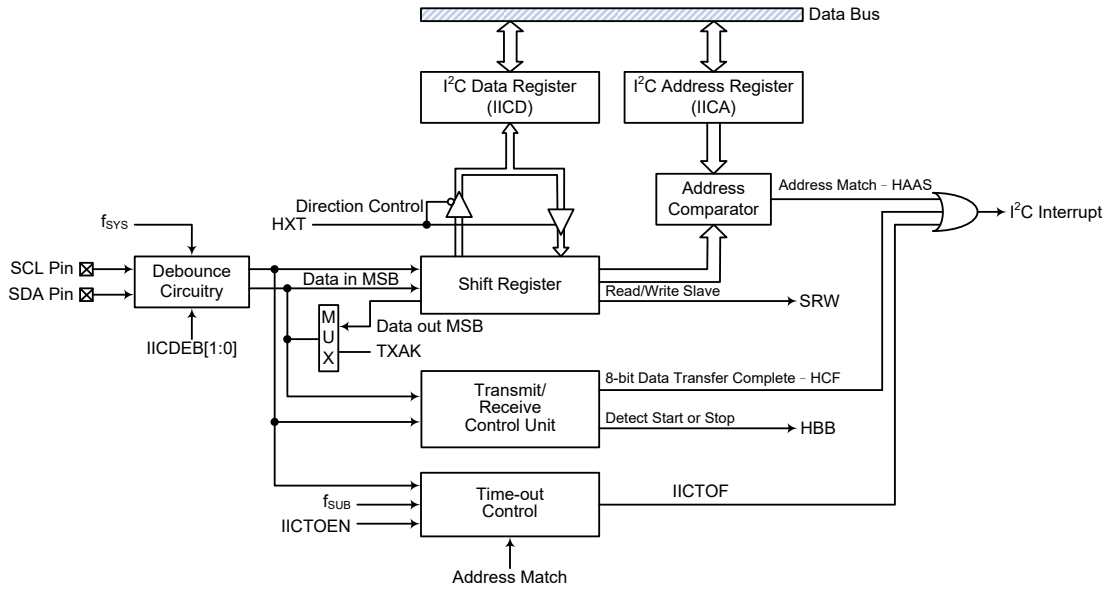 Data Bus
I²C Data Register
(IICD)
I²C Address Register
(IICA)
Address
Comparator
Address Match - HAAS
I²C Interrupt
Direction Control
HXT
fSYS
SCL Pin
SDA Pin
Debounce
Circuitry
IICDEB[1:0]
Data in MSB
Shift Register
Read/Write Slave
SRW
M
U
X
Data out MSB
TXAK
Transmit/
Receive
Control Unit
8-bit Data Transfer Complete - HCF
Detect Start or Stop
HBB
fSUB
IICTOEN
Time-out
Control
IICTOF
Address Match